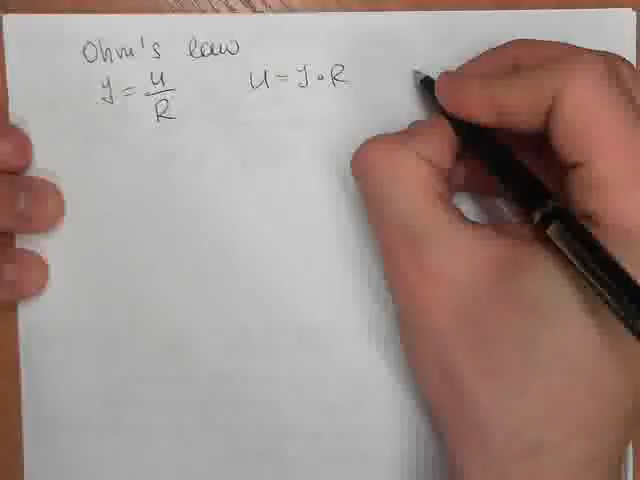 Ohm's law
I = U/R U = I · R